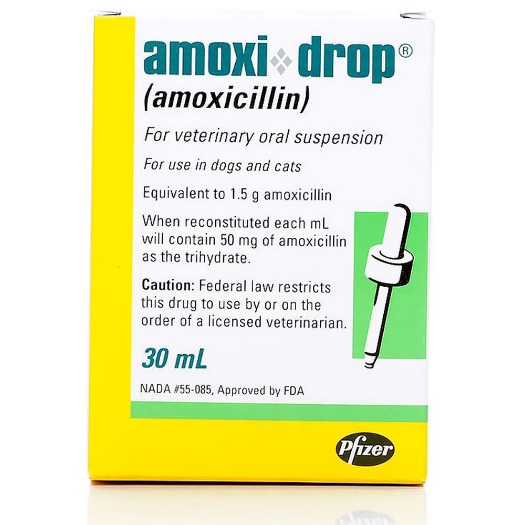 amoxi drop®
(amoxicillin)
For veterinary oral suspension
For use in dogs and cats
Equivalent to 1.5 g amoxicillin
When reconstituted each mL
will contain 50 mg of amoxicillin
as the trihydrate.
Caution: Federal law restricts
this drug to use by or on the
order of a licensed veterinarian.
30 mL
NADA #55-085, Approved by FDA
Pfizer